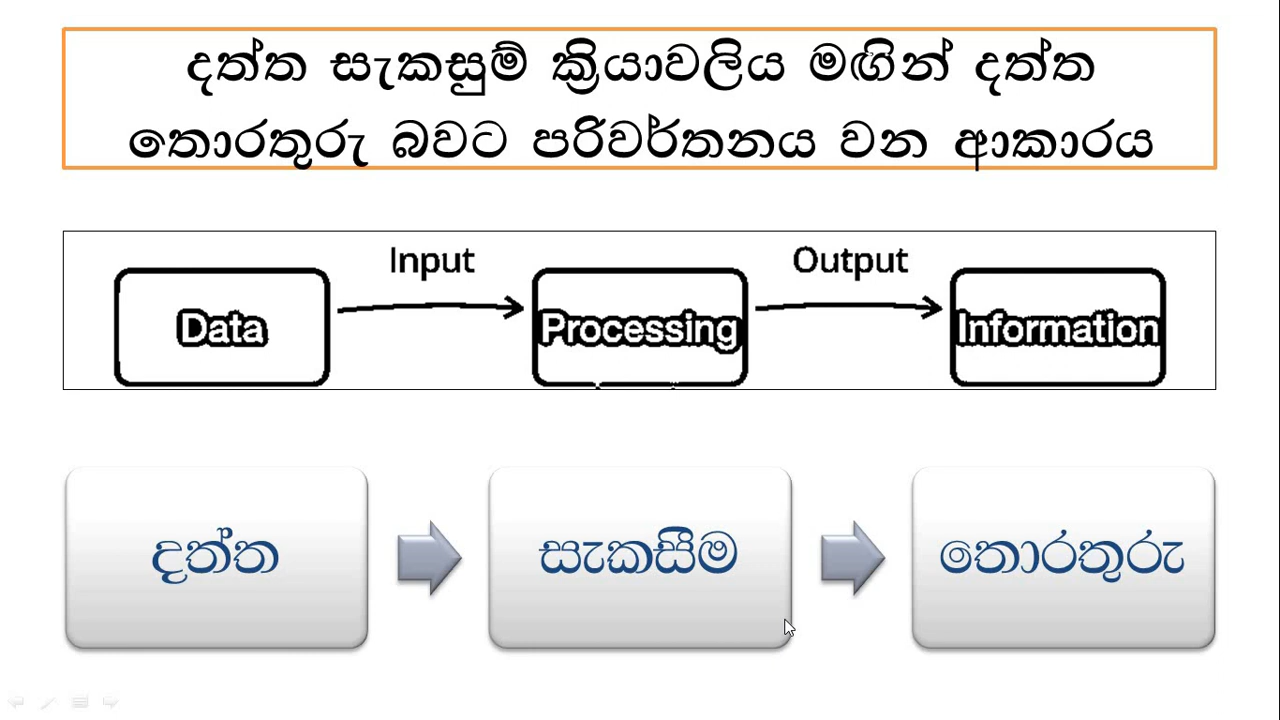 දත්ත සැකසුම් ක්‍රියාවලිය මඟින් දත්ත
තොරතුරු බවට පරිවර්තනය වන ආකාරය
Input
Output
Data
Processing
Information
දත්ත
සැකසීම
තොරතුරු